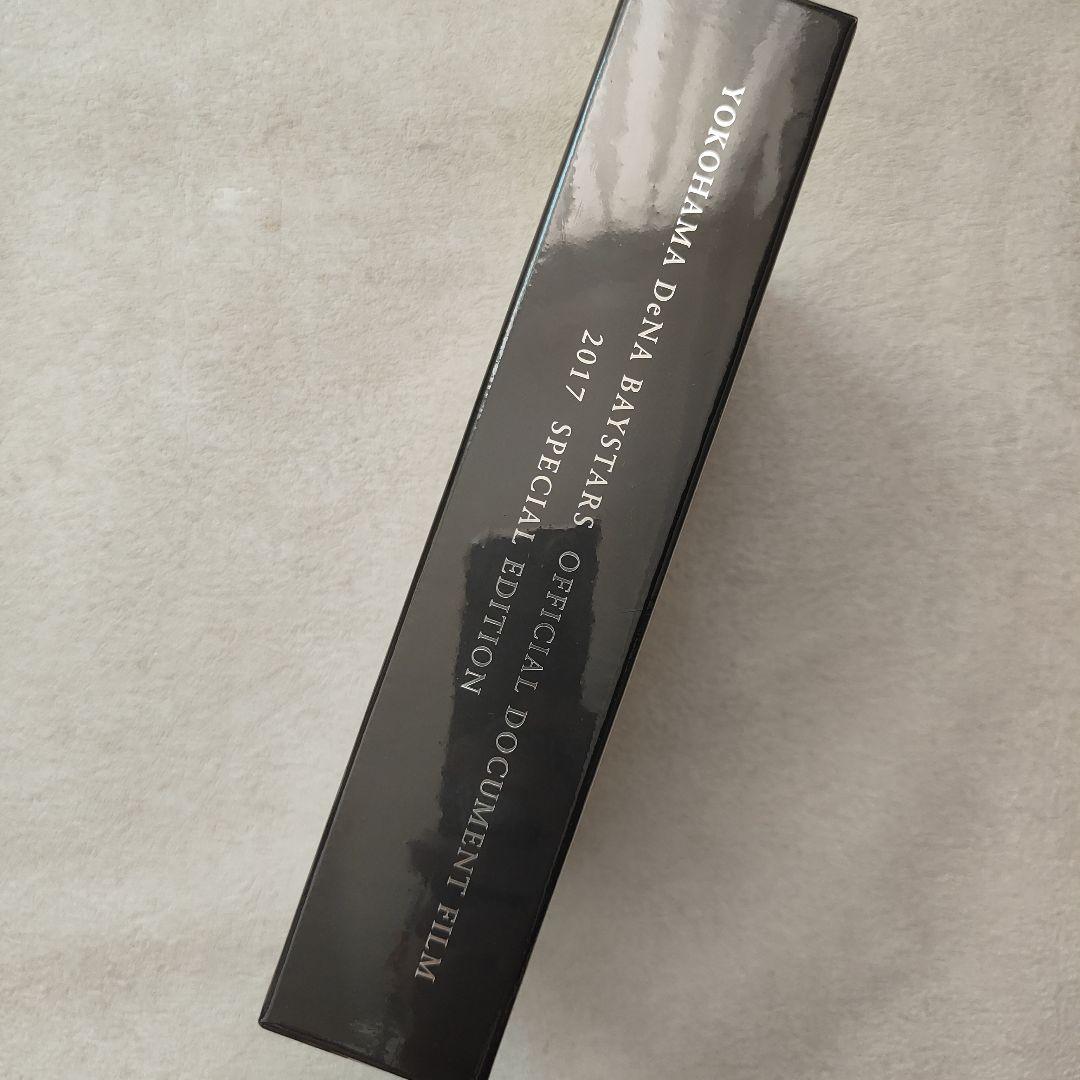 YOKOHAMA DeNA BAYSTARS OFFICIAL DOCUMENT FILM
2017 SPECIAL EDITION